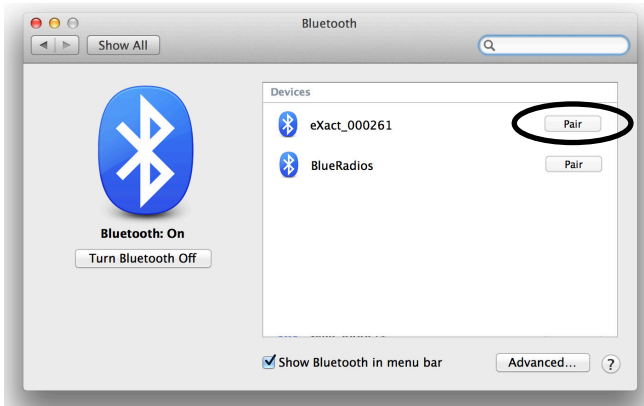 Bluetooth
Show All
Devices
eXact_000261 Pair
BlueRadios Pair
Bluetooth: On
Turn Bluetooth Off
Show Bluetooth in menu bar Advanced... ?